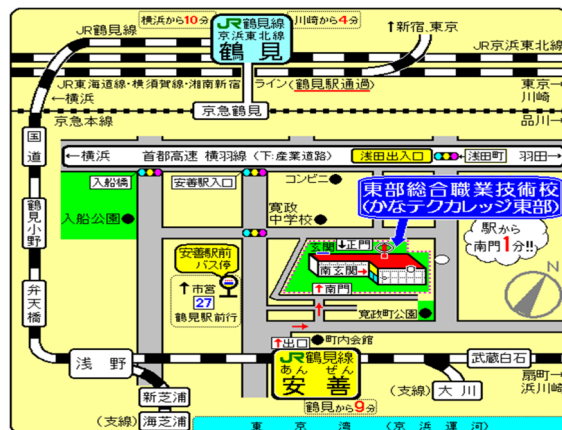 横浜から10分
JR鶴見線
京浜東北線
鶴見
川崎から4分
↑新宿、東京
JR鶴見線
JR京浜東北線
JR東海道線・横須賀線・湘南新宿
ライン(鶴見駅通過)
東京→
川崎
←横浜
京急鶴見
京急本線
品川→
国道
←横浜
首都高速 横羽線 (下:産業道路)
浅田出入口
浅田町
羽田→
入船橋
安善駅入口
コンビニ
東部総合職業技術校
(かなテクカレッジ東部)
入船公園
寛政
中学校
駅から
南門1分!!
鶴見小野
玄関
↓正門
南玄関
安善駅前
バス停
↑市営
27
鶴見駅前行
↑南門
N
弁天橋
寛政町公園
↑出口
町内会館
浅野
JR鶴見線
あん ぜん
安善
武蔵白石
扇町→
浜川崎
新芝浦
(支線)
大川
(支線)
海芝浦
鶴見から9分
東京湾 (京浜運河)